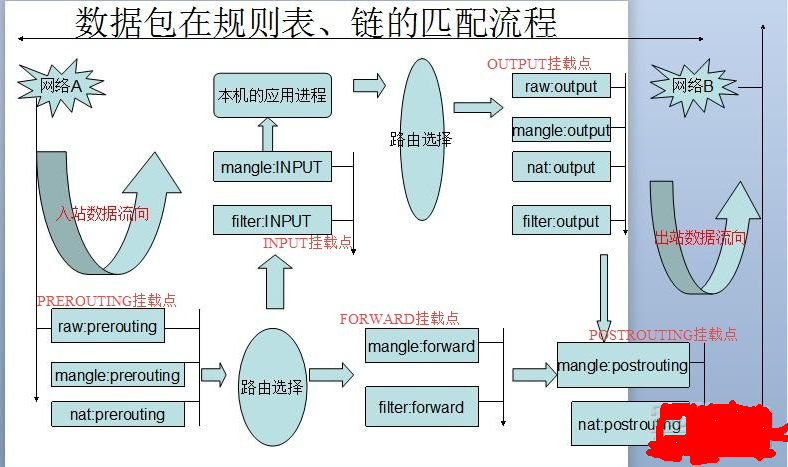 数据包在规则表、链的匹配流程
网络A
本机的应用进程
路由选择
OUTPUT挂载点
raw:output
网络B
mangle:output
mangle:INPUT
nat:output
入站数据流向
filter:INPUT
filter:output
INPUT挂载点
出站数据流向
PREROUTING挂载点
raw:prerouting
FORWARD挂载点
mangle:forward
POSTROUTING挂载点
mangle:prerouting
路由选择
mangle:postrouting
nat:prerouting
filter:forward
nat:postrouting